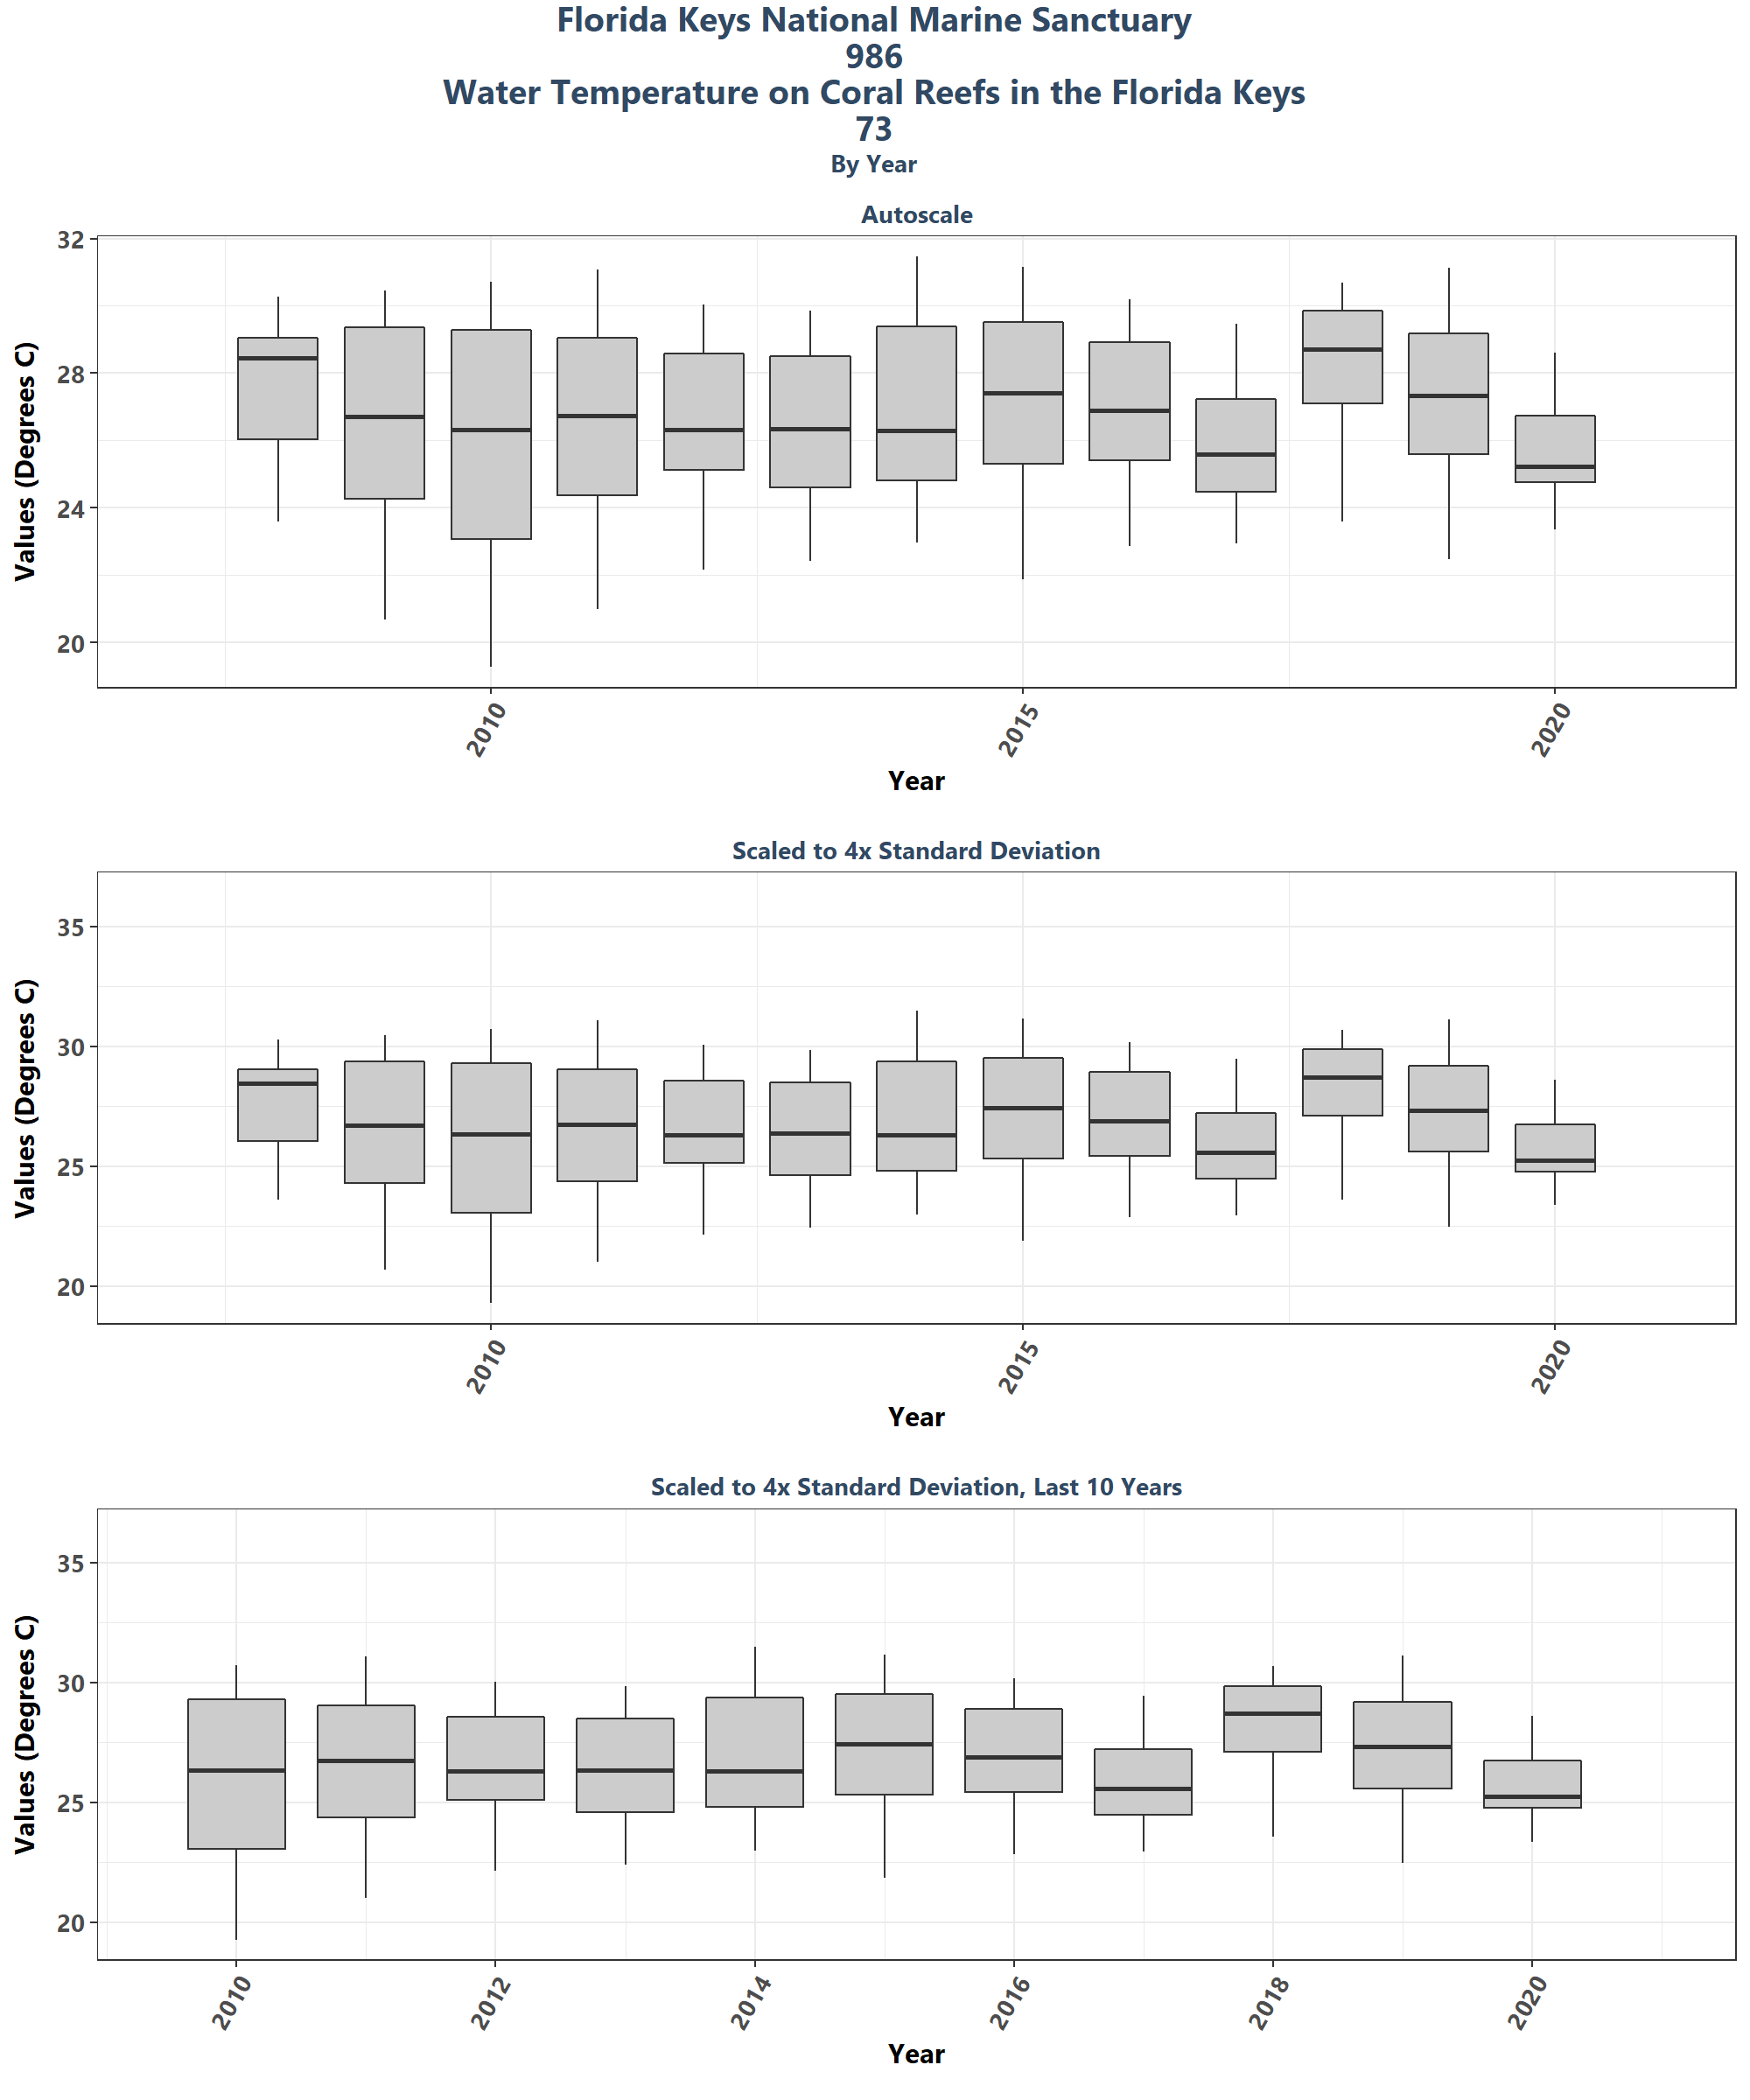 Florida Keys National Marine Sanctuary
986
Water Temperature on Coral Reefs in the Florida Keys
73
By Year
Autoscale
Values (Degrees C)
32
28
24
20
2010
2015
2020
Year
Scaled to 4x Standard Deviation
Values (Degrees C)
35
30
25
20
2010
2015
2020
Year
Scaled to 4x Standard Deviation, Last 10 Years
Values (Degrees C)
35
30
25
20
2010
2012
2014
2016
2018
2020
Year